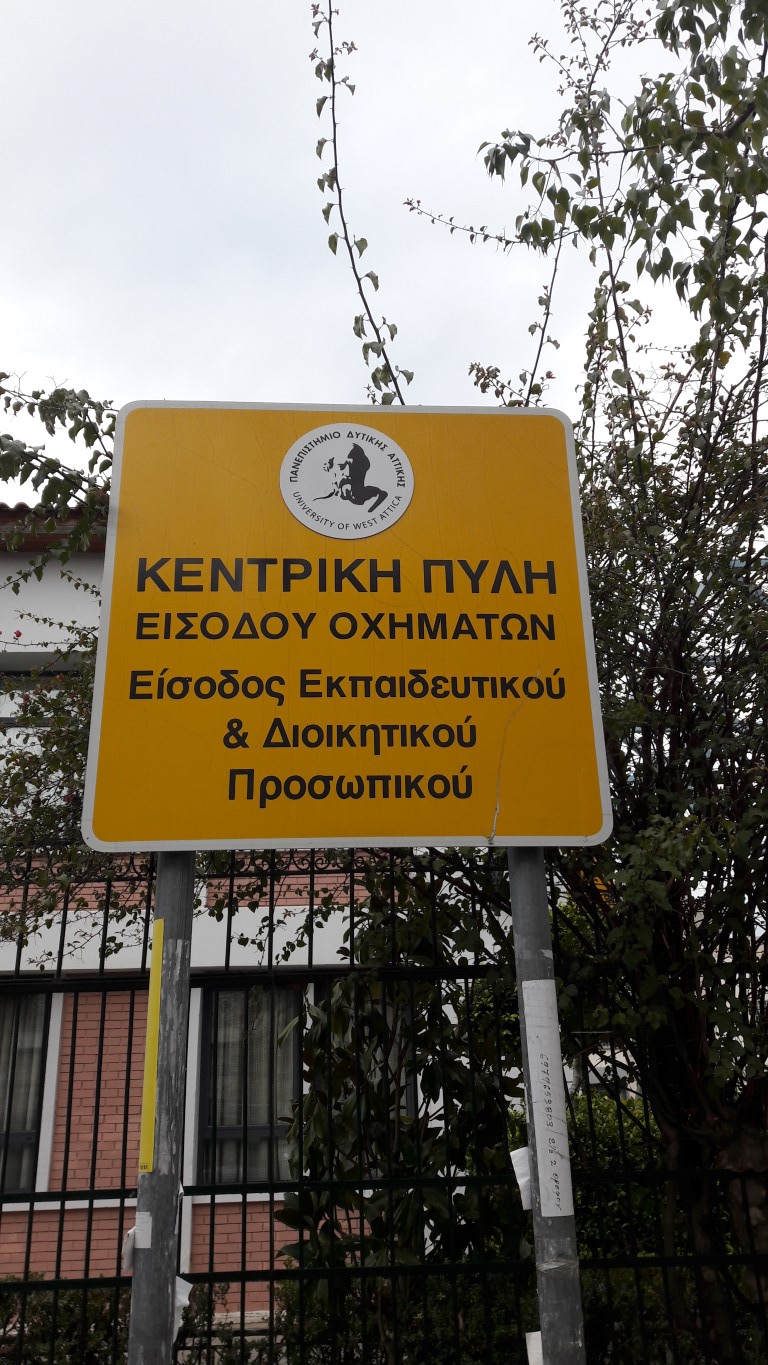 ΠΑΝΕΠΙΣΤΗΜΙΟ ΔΥΤΙΚΗΣ ΑΤΤΙΚΗΣ
UNIVERSITY OF WEST ATTICA
ΚΕΝΤΡΙΚΗ ΠΥΛΗ
ΕΙΣΟΔΟΥ ΟΧΗΜΑΤΩΝ
Είσοδος Εκπαιδευτικού
& Διοικητικού
Προσωπικού